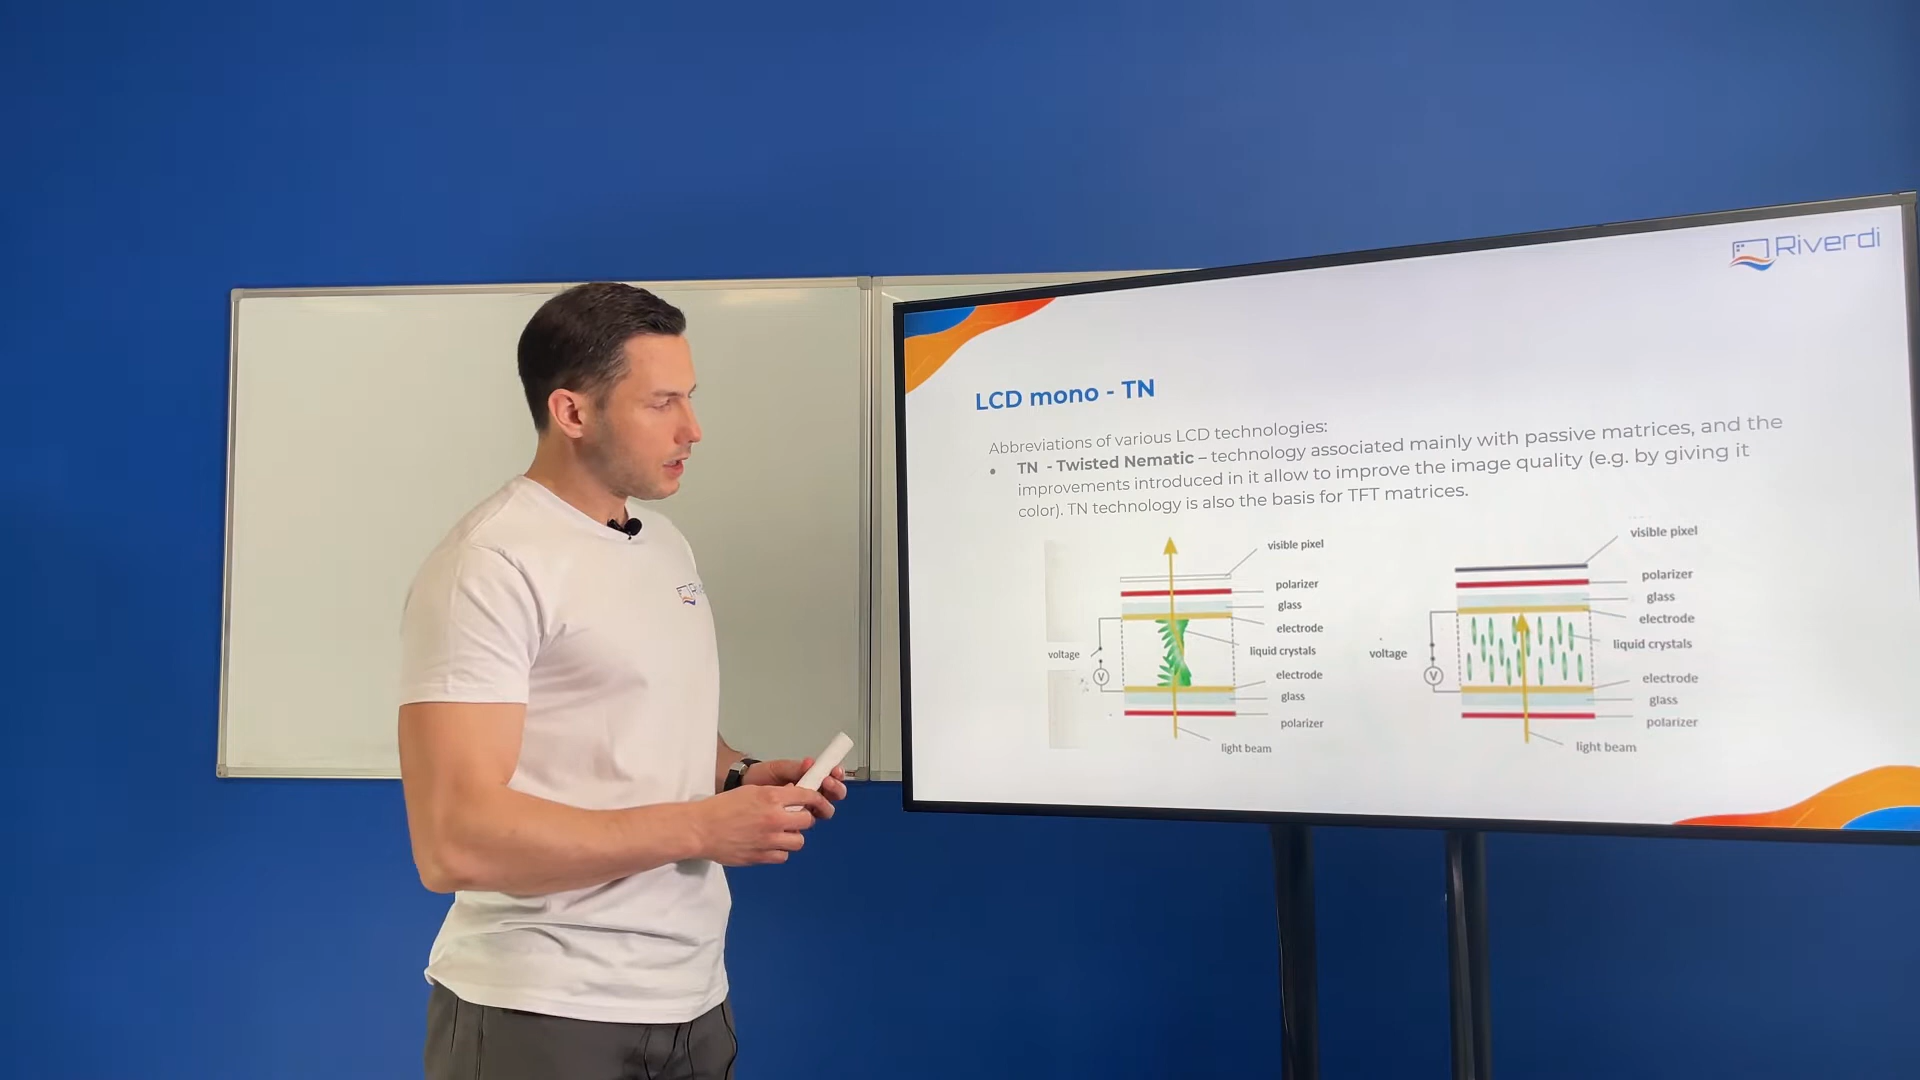 Riverdi
LCD mono - TN
Abbreviations of various LCD technologies:
• TN - Twisted Nematic – technology associated mainly with passive matrices, and the
improvements introduced in it allow to improve the image quality (e.g. by giving it
color). TN technology is also the basis for TFT matrices.
visible pixel
polarizer
glass
electrode
liquid crystals
electrode
glass
polarizer
light beam
voltage
V
visible pixel
polarizer
glass
electrode
liquid crystals
electrode
glass
polarizer
light beam
voltage
V